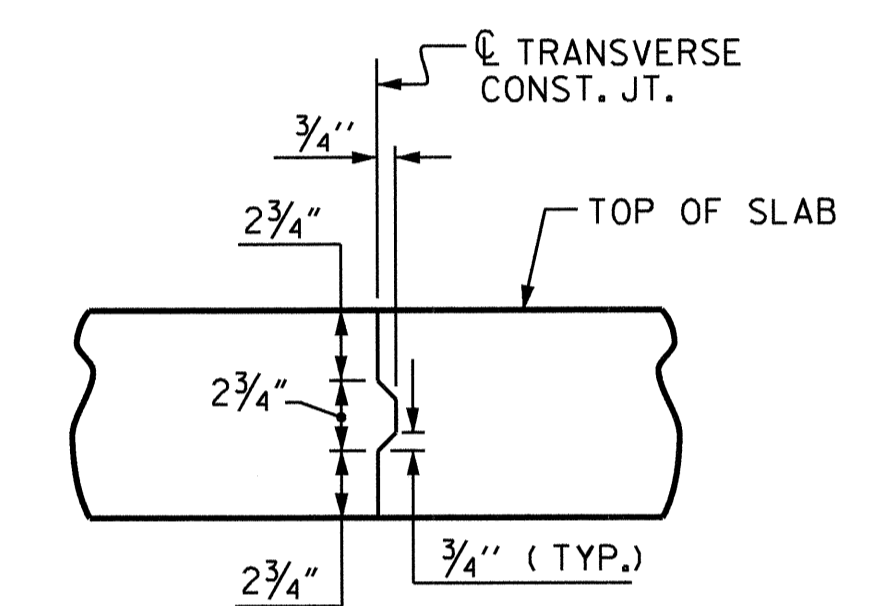 ℄ TRANSVERSE
CONST. JT.
3/4''
2 3/4"
TOP OF SLAB
2 3/4"
3/4'' (TYP.)
2 3/4"